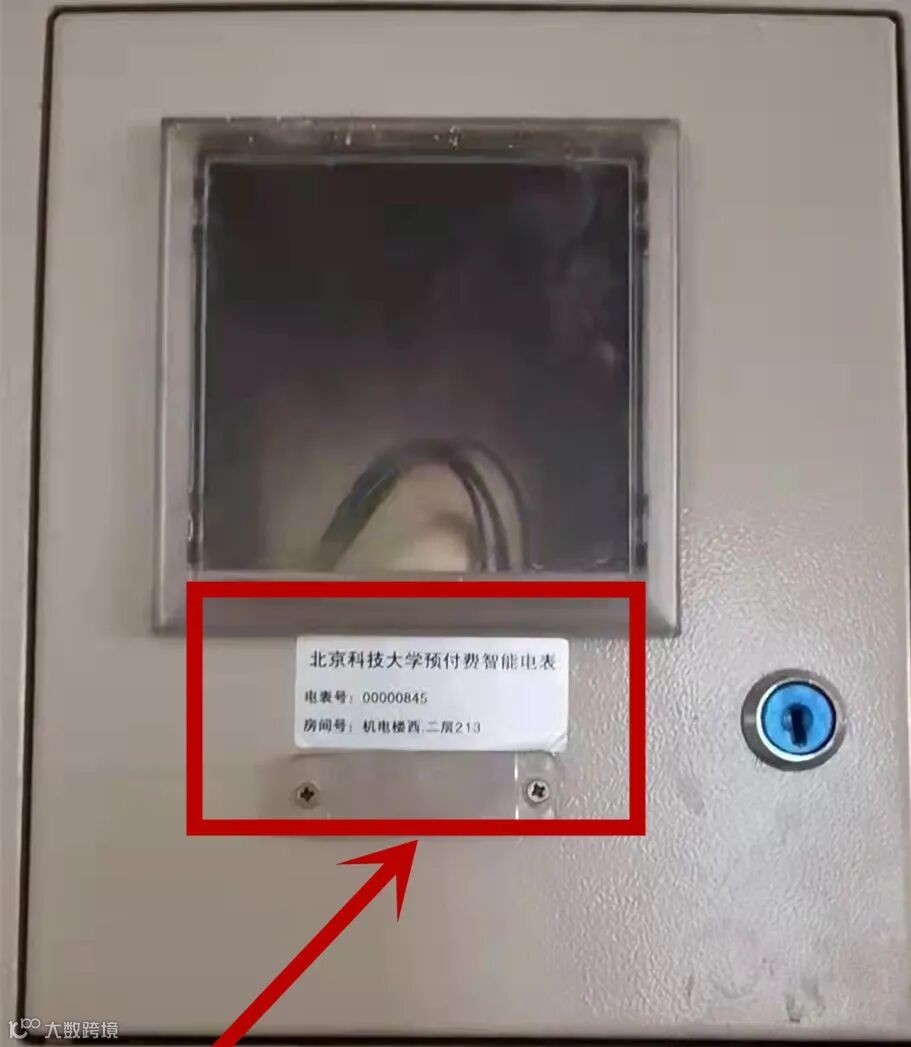 北京科技大学预付费智能电表
电表号：00000845
房间号：机电楼西.二层213
大数跨境